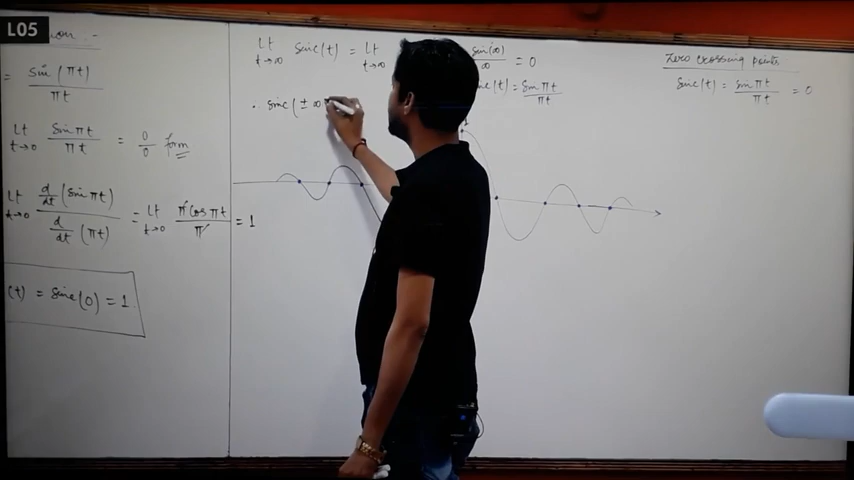 L05
= sin(πt) / πt
Lt t→0 sinπt / πt = 0/0 form
Lt t→0 d/dt (sinπt) / d/dt (πt) = Lt t→0 π cosπt / π = 1
(t) = sinc(0) = 1
Lt t→∞ sinc(t) = Lt t→∞ sin(∞) = 0
sinc(t) = sinπt / πt
. sinc(±∞
1
Zero crossing points
sinc(t) = sinπt / πt = 0